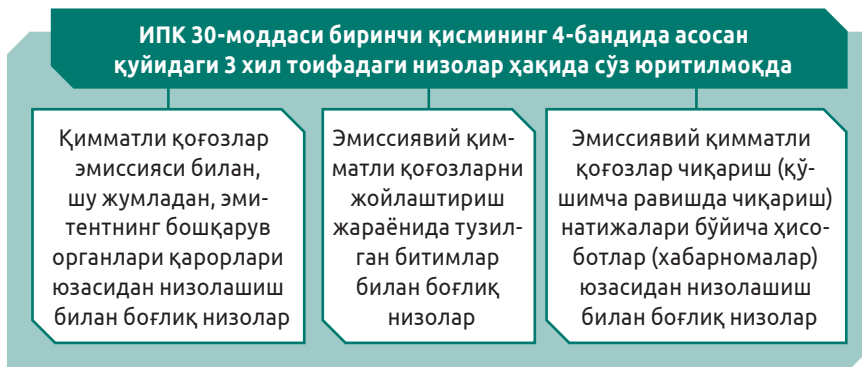 ИПК 30-моддаси биринчи қисмининг 4-бандида асосан
қуйидаги 3 хил тоифадаги низолар ҳақида сўз юритилмоқда
Қимматли қоғозлар
эмиссияси билан,
шу жумладан, эми-
тентнинг бошқарув
органлари қарорлари
юзасидан низолашиш
билан боғлиқ низолар
Эмиссиявий қим-
матли қоғозларни
жойлаштириш
жараёнида тузил-
ган битимлар
билан боғлиқ
низолар
Эмиссиявий қимматли
қоғозлар чиқариш (қў-
шимча равишда чиқариш)
натижалари бўйича ҳисо-
ботлар (хабарномалар)
юзасидан низолашиш
билан боғлиқ низолар